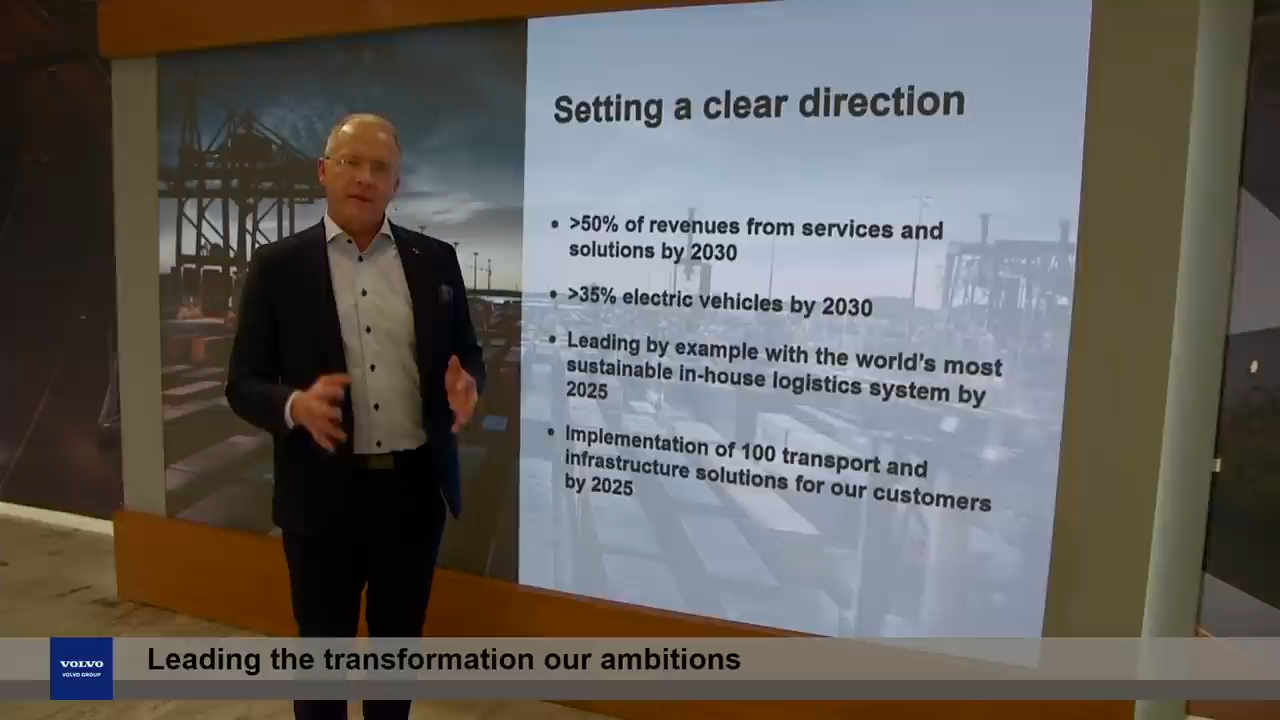 Setting a clear direction
• >50% of revenues from services and
solutions by 2030
• >35% electric vehicles by 2030
• Leading by example with the world's most
sustainable in-house logistics system by
2025
• Implementation of 100 transport and
infrastructure solutions for our customers
by 2025
VOLVO
VOLVO GROUP
Leading the transformation our ambitions